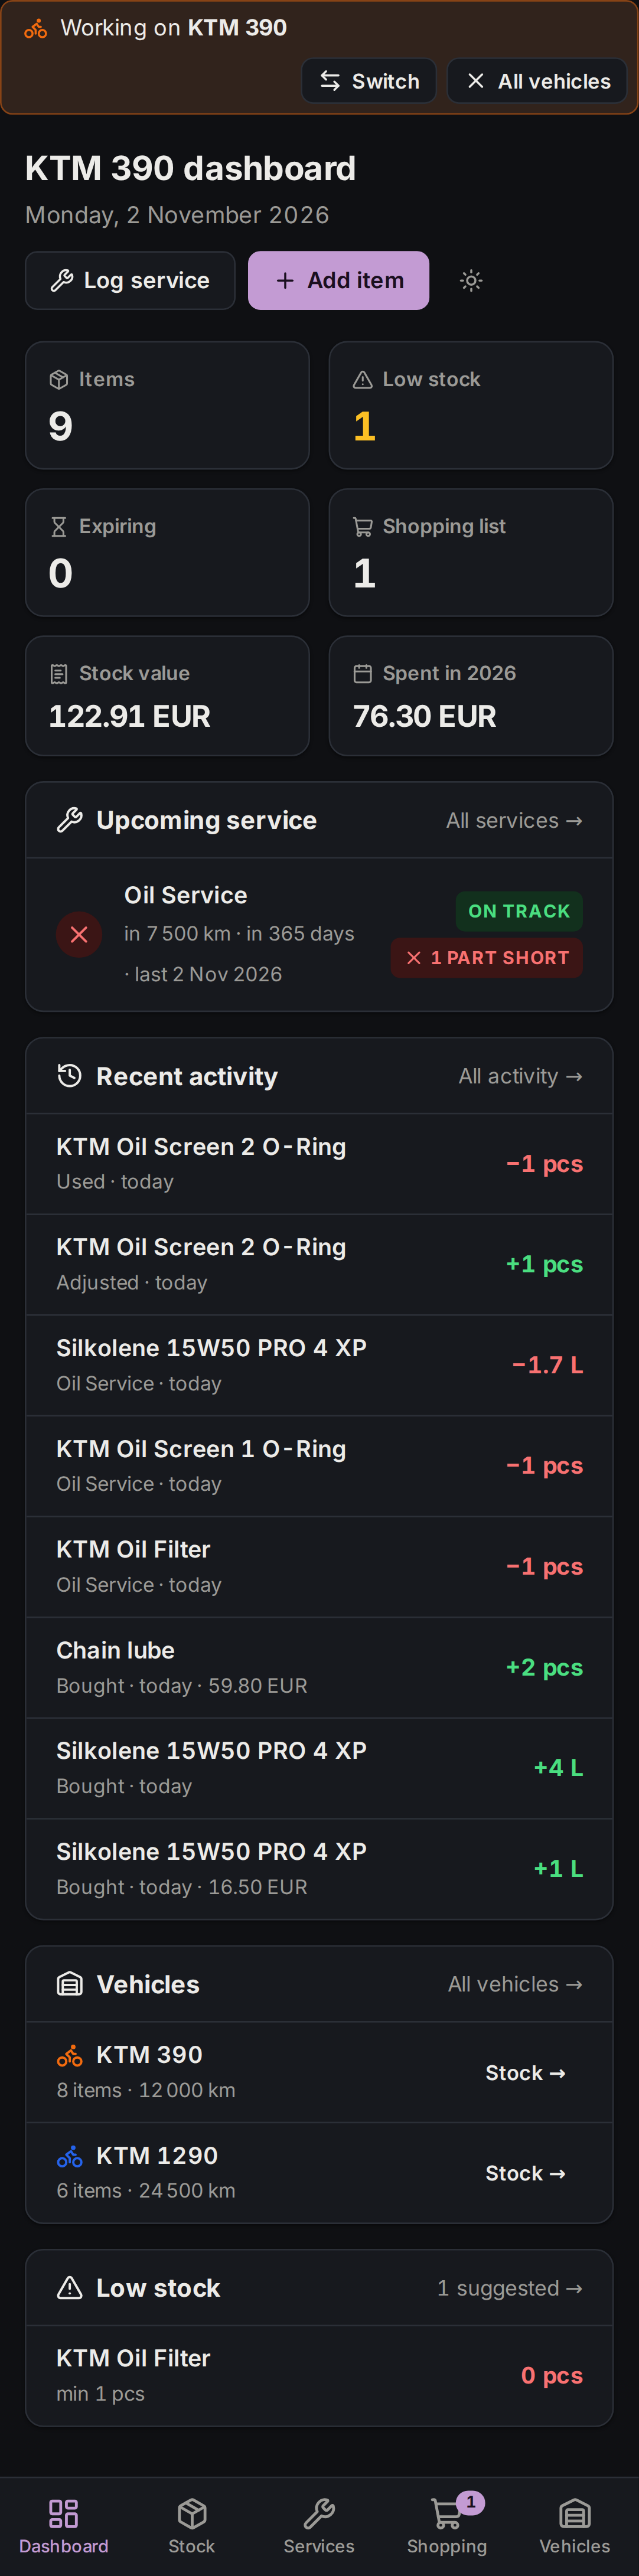 Working on KTM 390
Switch
All vehicles
KTM 390 dashboard
Monday, 2 November 2026
Log service
+ Add item
Items
9
Low stock
1
Expiring
0
Shopping list
1
Stock value
122.91 EUR
Spent in 2026
76.30 EUR
Upcoming service
All services →
Oil Service
in 7 500 km · in 365 days
· last 2 Nov 2026
ON TRACK
1 PART SHORT
Recent activity
All activity →
KTM Oil Screen 2 O-Ring
Used · today
−1 pcs
KTM Oil Screen 2 O-Ring
Adjusted · today
+1 pcs
Silkolene 15W50 PRO 4 XP
Oil Service · today
−1.7 L
KTM Oil Screen 1 O-Ring
Oil Service · today
−1 pcs
KTM Oil Filter
Oil Service · today
−1 pcs
Chain lube
Bought · today · 59.80 EUR
+2 pcs
Silkolene 15W50 PRO 4 XP
Bought · today
+4 L
Silkolene 15W50 PRO 4 XP
Bought · today · 16.50 EUR
+1 L
Vehicles
All vehicles →
KTM 390
8 items · 12 000 km
Stock →
KTM 1290
6 items · 24 500 km
Stock →
Low stock
1 suggested →
KTM Oil Filter
min 1 pcs
0 pcs
Dashboard
Stock
Services
1
Shopping
Vehicles